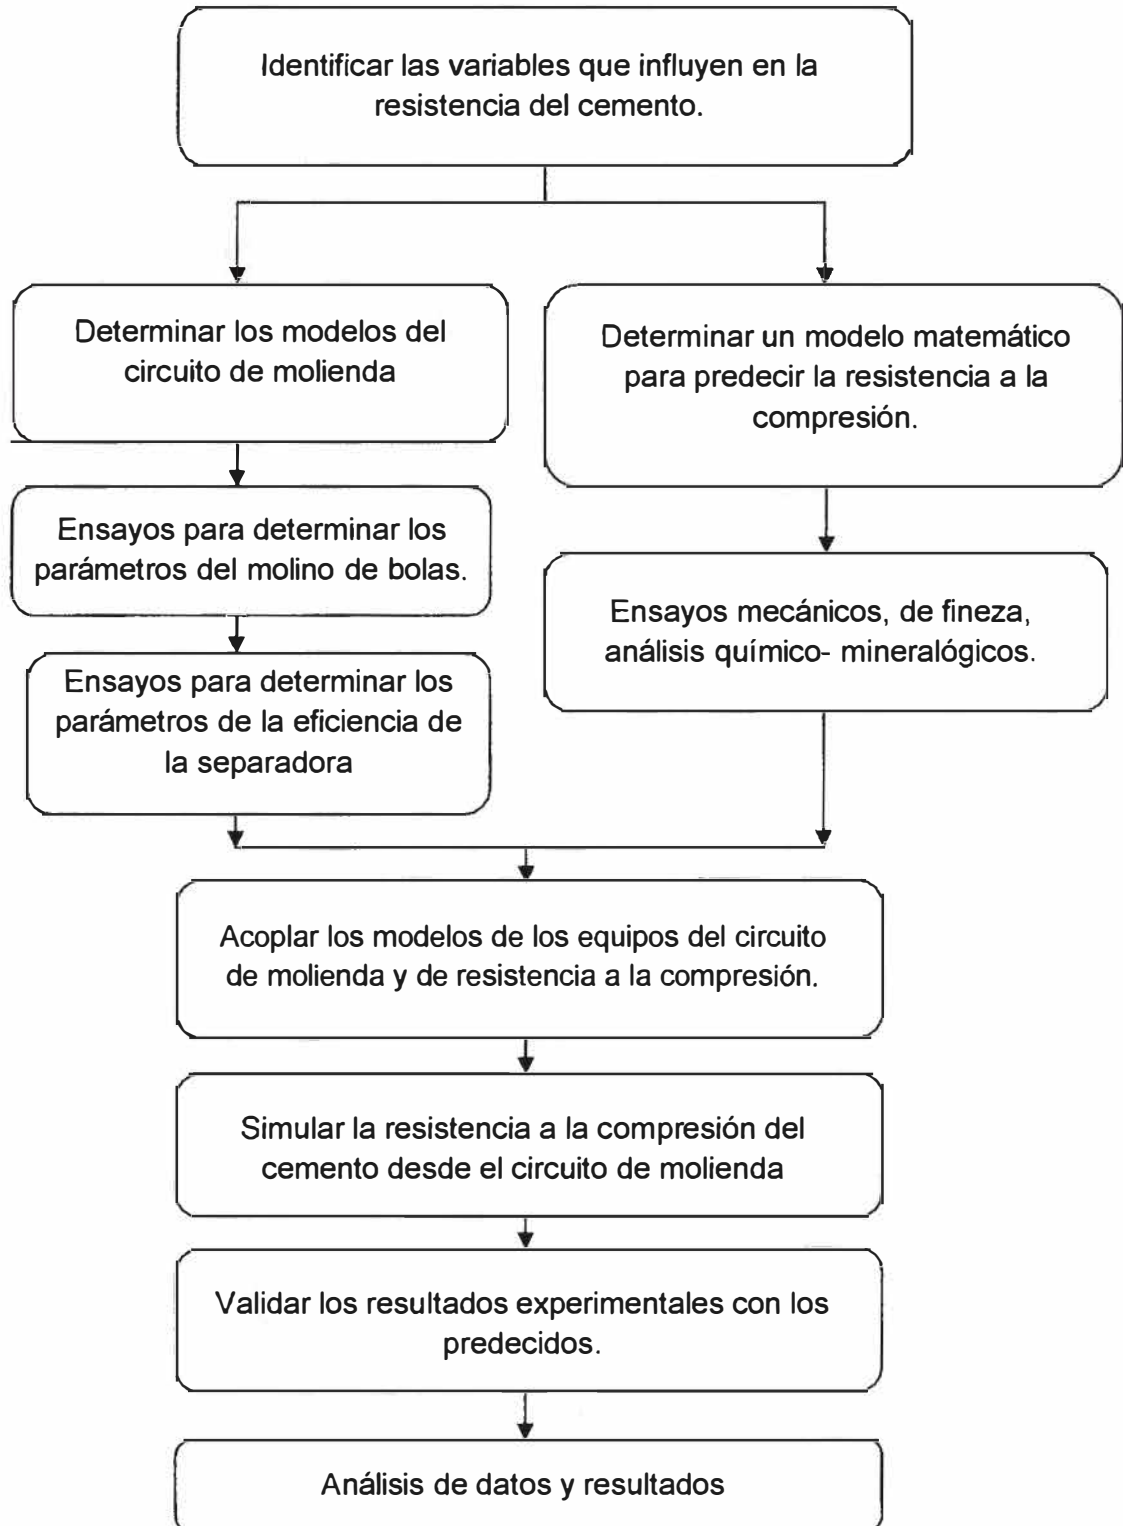 Identificar las variables que influyen en la
resistencia del cemento.
Determinar los modelos del
circuito de molienda
Determinar un modelo matemático
para predecir la resistencia a la
compresión.
Ensayos para determinar los
parámetros del molino de bolas.
Ensayos mecánicos, de fineza,
análisis químico- mineralógicos.
Ensayos para determinar los
parámetros de la eficiencia de
la separadora
Acoplar los modelos de los equipos del circuito
de molienda y de resistencia a la compresión.
Simular la resistencia a la compresión del
cemento desde el circuito de molienda
Validar los resultados experimentales con los
predecidos.
Análisis de datos y resultados